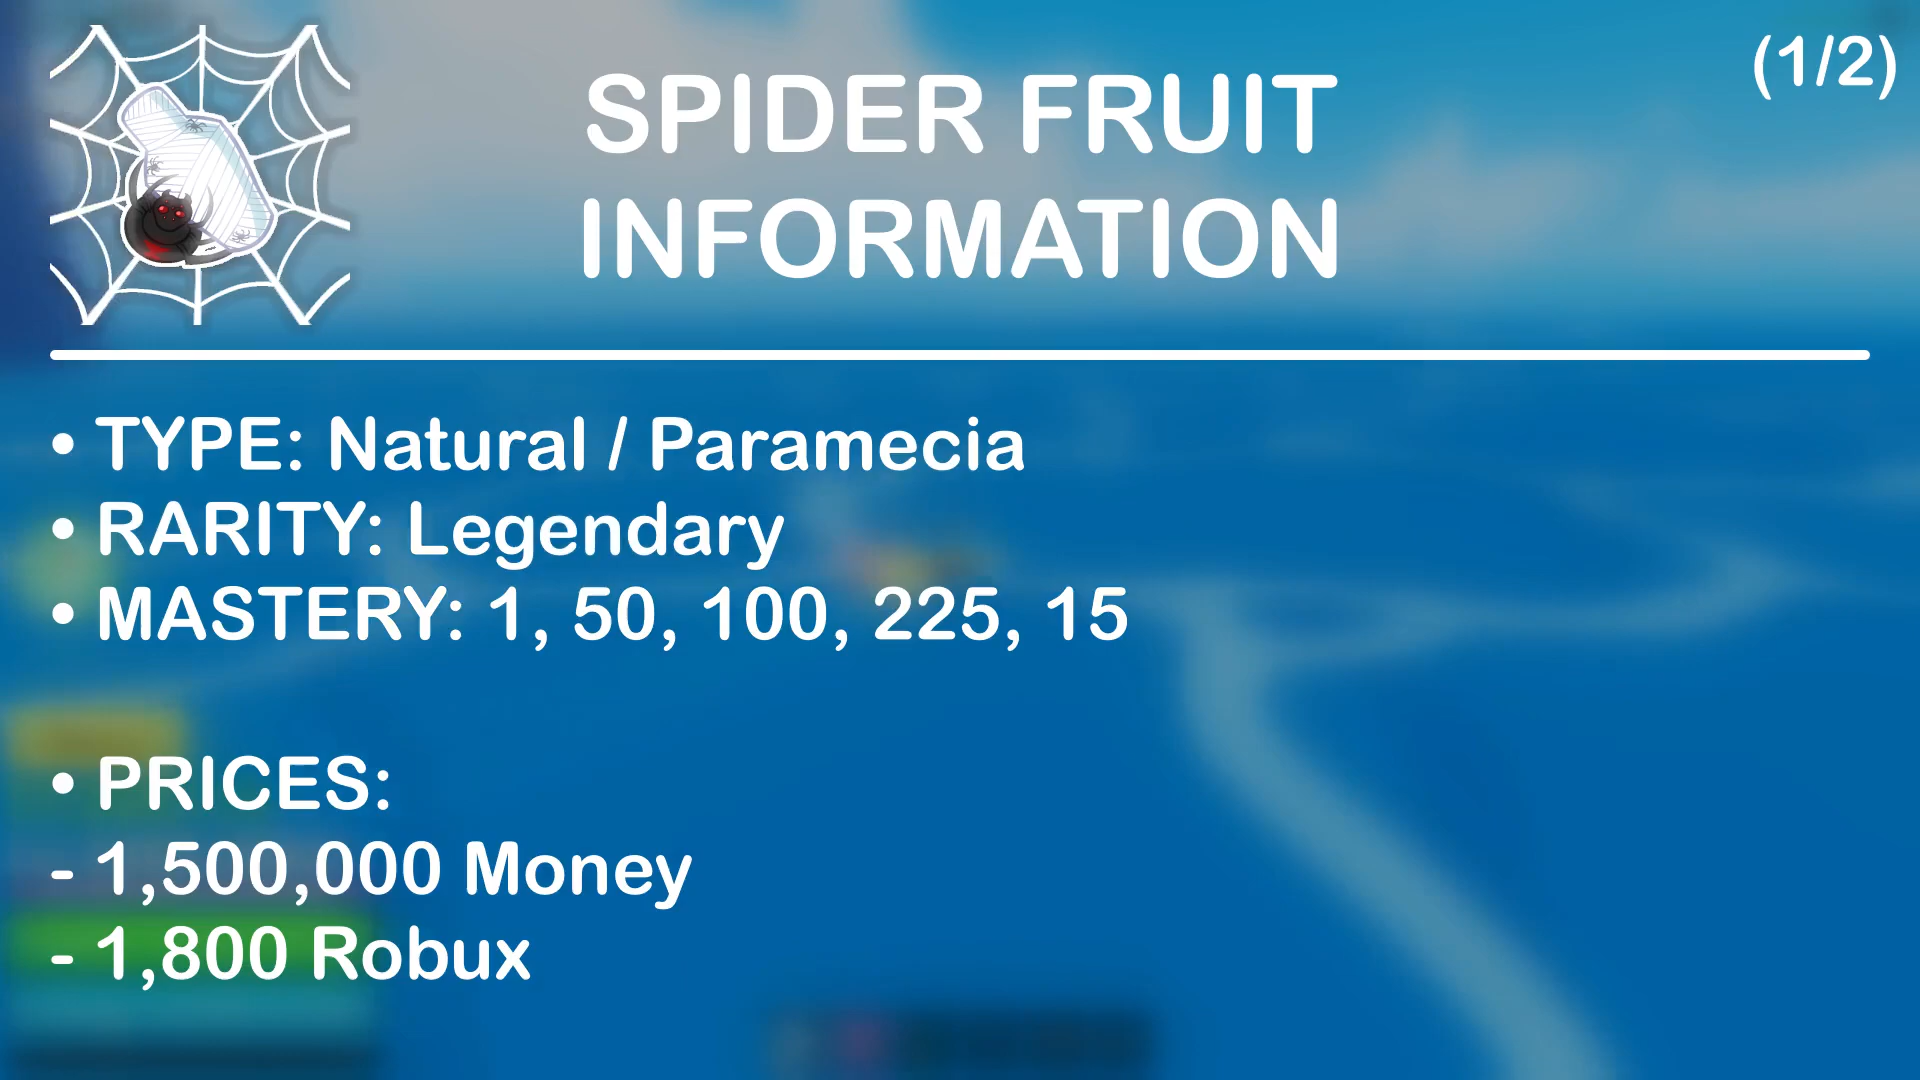 (1/2)
SPIDER FRUIT
INFORMATION
• TYPE: Natural / Paramecia
• RARITY: Legendary
• MASTERY: 1, 50, 100, 225, 15
• PRICES:
- 1,500,000 Money
- 1,800 Robux